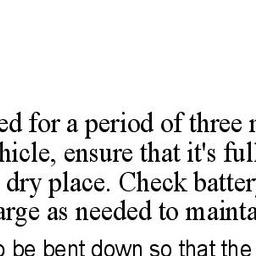 ed for a period of three
hicle, ensure that it's full
dry place. Check battery
arge as needed to mainta
o be bent down so that the